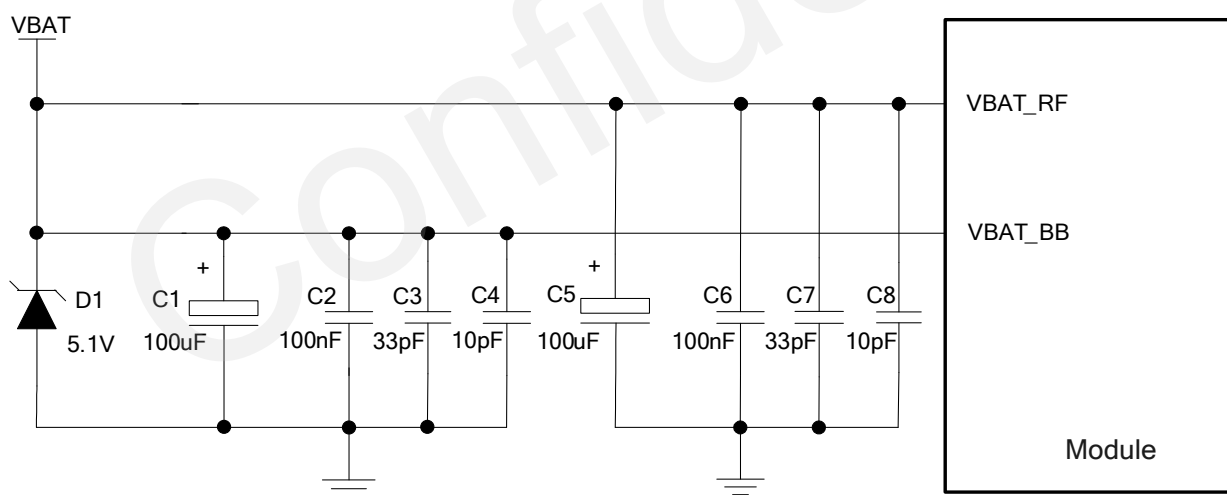 VBAT
VBAT_RF
VBAT_BB
+
+
D1
C1
C2
C3
C4
C5
C6
C7
C8
5.1V
100uF
100nF
33pF
10pF
100uF
100nF
33pF
10pF
Module